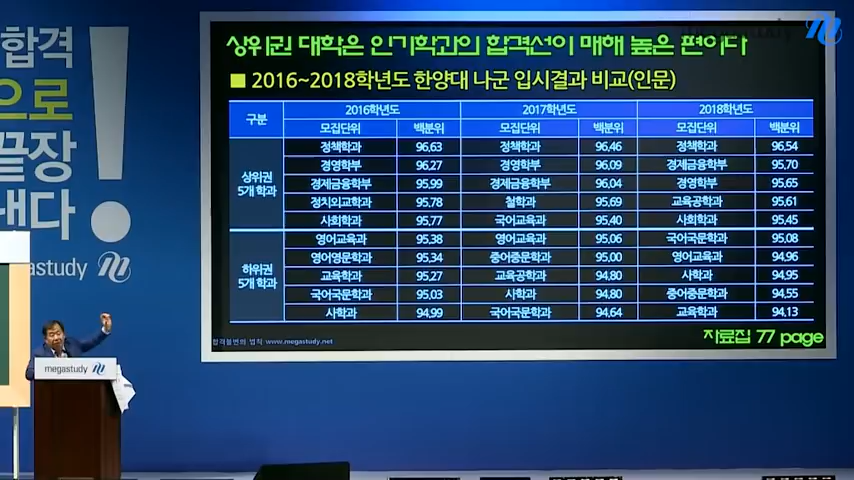 합격
으로
끝장
낸다
!
megastudy
상위권 대학은 인기학과의 합격선이 매해 높은 편이다
■ 2016~2018학년도 한양대 나군 입시결과 비교(인문)
구분 2016학년도 2017학년도 2018학년도
모집단위 백분위 모집단위 백분위 모집단위 백분위
상위권 5개 학과
정책학과 96.63 정책학과 96.46 정책학과 96.54
경영학부 96.27 경영학부 96.09 경제금융학부 95.70
경제금융학부 95.99 경제금융학부 96.04 경영학부 95.65
정치외교학과 95.78 철학과 95.69 교육공학과 95.61
사회학과 95.77 국어교육과 95.40 사회학과 95.45
하위권 5개 학과
영어교육과 95.38 영어교육과 95.06 국어국문학과 95.08
영어영문학과 95.34 중어중문학과 95.00 영어교육과 94.96
교육학과 95.27 교육공학과 94.80 사학과 94.95
국어국문학과 95.03 사학과 94.80 중어중문학과 94.55
사학과 94.99 국어국문학과 94.64 교육학과 94.13
합격불변의 법칙 www.megastudy.net
자료집 77 page
megastudy